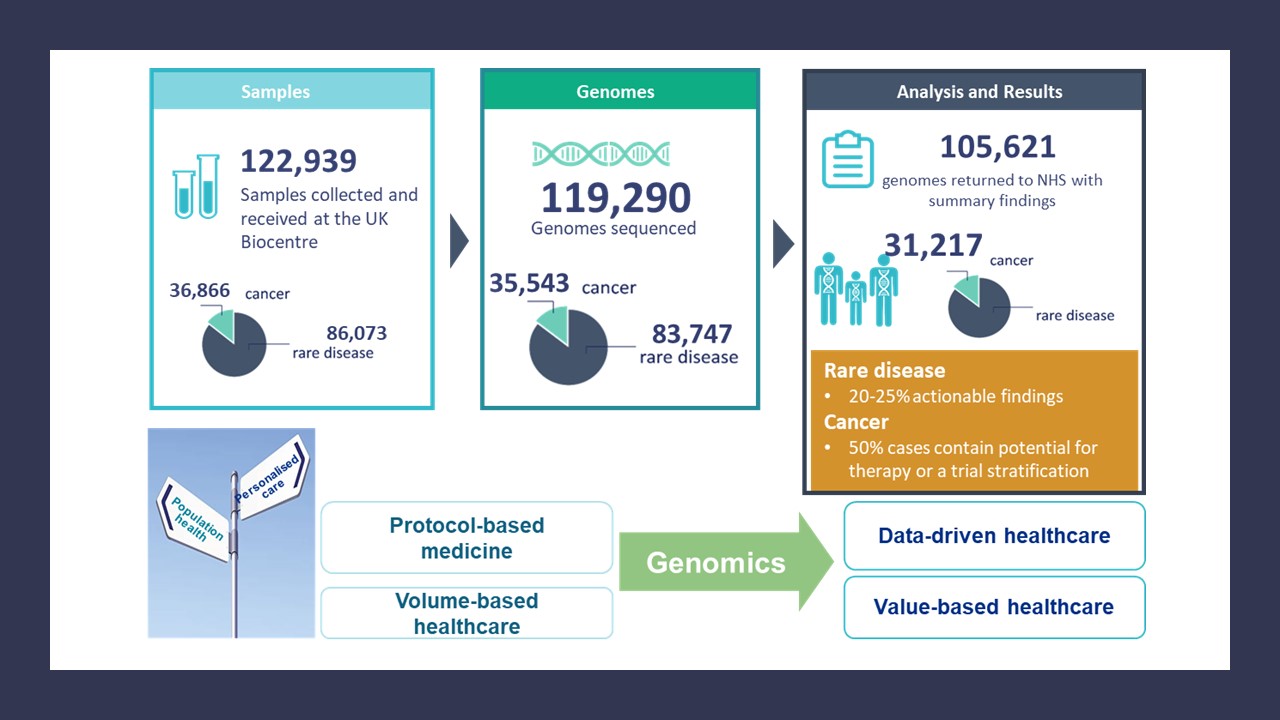 Samples
122,939
Samples collected and
received at the UK
Biocentre
36,866 cancer
86,073
rare disease
Genomes
119,290
Genomes sequenced
35,543 cancer
83,747
rare disease
Analysis and Results
105,621
genomes returned to NHS with
summary findings
31,217 cancer
rare disease
Rare disease
• 20-25% actionable findings
Cancer
• 50% cases contain potential for
therapy or a trial stratification
Personalised
care
Population
health
Protocol-based
medicine
Volume-based
healthcare
Genomics
Data-driven healthcare
Value-based healthcare